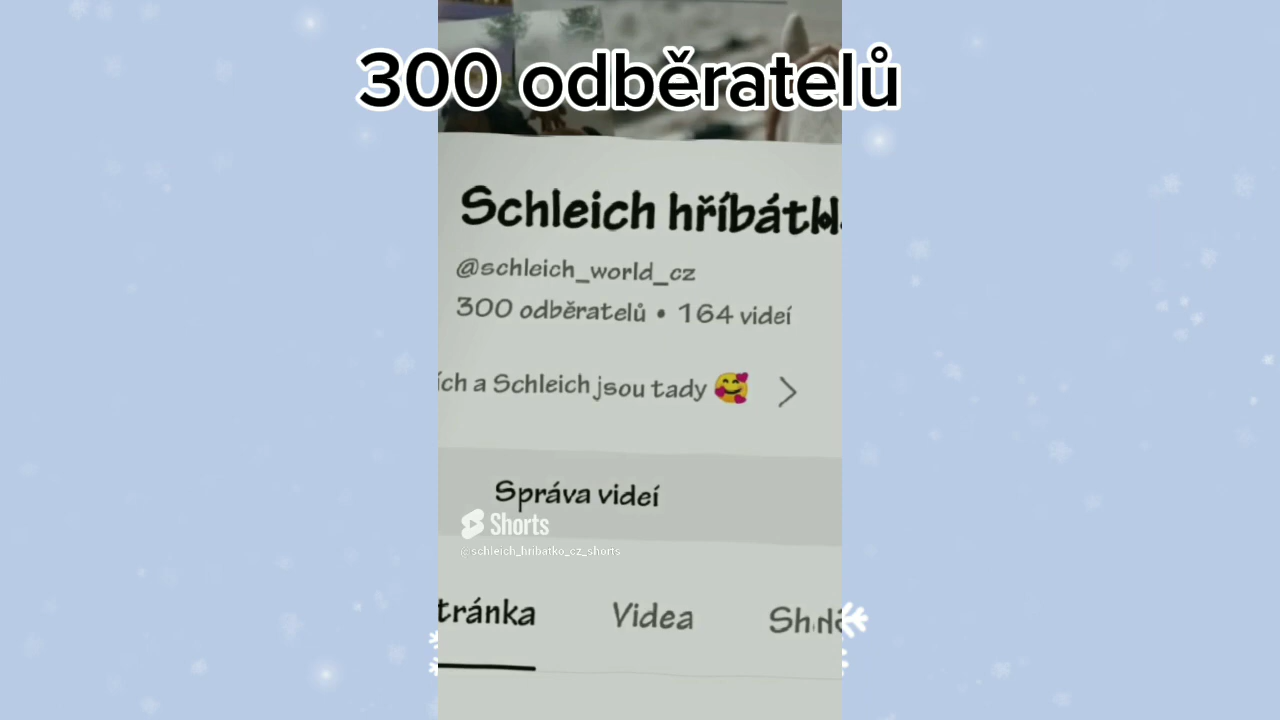 300 odběratelů
Schleich hříbátk
@schleich_world_cz
300 odběratelů • 164 videí
ích a Schleich jsou tady 🥰
Správa videí
Shorts
@schleich_hribatko_cz_shorts
tránka Videa Sh